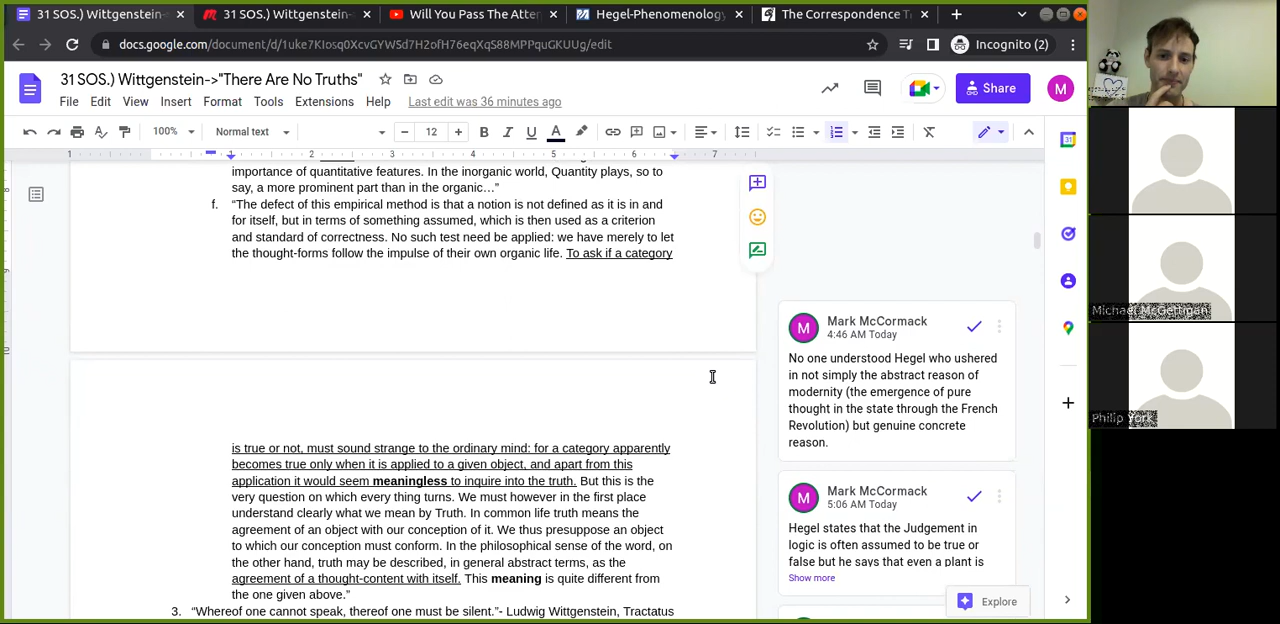 31 SOS.) Wittgenstein-
31 SOS.) Wittgenstein-
Will You Pass The Atter
Hegel-Phenomenology
The Correspondence T
docs.google.com/document/d/1uke7KIosq0XcvGYW5d7H2ofH76eqXqS88MPPquGKUUg/edit
Incognito (2)
31 SOS.) Wittgenstein->"There Are No Truths"
File Edit View Insert Format Tools Extensions Help Last edit was 36 minutes ago
Share
M
100% Normal text 12 B I U A
1 1 2 3 4 5 6 7
importance of quantitative features. In the inorganic world, Quantity plays, so to
say, a more prominent part than in the organic…”
f. “The defect of this empirical method is that a notion is not defined as it is in and
for itself, but in terms of something assumed, which is then used as a criterion
and standard of correctness. No such test need be applied: we have merely to let
the thought-forms follow the impulse of their own organic life. To ask if a category
is true or not, must sound strange to the ordinary mind: for a category apparently
becomes true only when it is applied to a given object, and apart from this
application it would seem meaningless to inquire into the truth. But this is the
very question on which every thing turns. We must however in the first place
understand clearly what we mean by Truth. In common life truth means the
agreement of an object with our conception of it. We thus presuppose an object
to which our conception must conform. In the philosophical sense of the word, on
the other hand, truth may be described, in general abstract terms, as the
agreement of a thought-content with itself. This meaning is quite different from
the one given above.”
3. “Whereof one cannot speak, thereof one must be silent.”- Ludwig Wittgenstein, Tractatus
M
Mark McCormack
4:46 AM Today
No one understood Hegel who ushered
in not simply the abstract reason of
modernity (the emergence of pure
thought in the state through the French
Revolution) but genuine concrete
reason.
M
Mark McCormack
5:06 AM Today
Hegel states that the Judgement in
logic is often assumed to be true or
false but he says that even a plant is
Show more
Explore
31
Michael McGettigan
Philip York